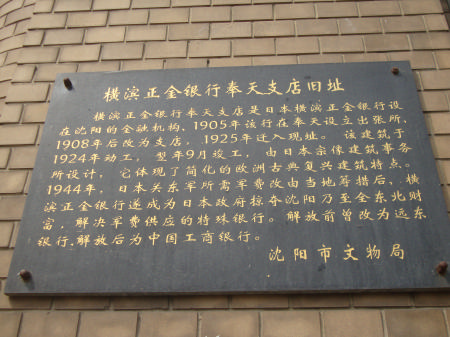 横滨正金银行奉天支店旧址
横滨正金银行奉天支店是日本横滨正金银行设
在沈阳的金融机构、1905年该行在奉天设立出张所,
1908年后改为支店，1925年迁入现址。 该建筑于
1924年动工，翌年9月竣工，由日本宗像建筑事务
所设计，它体现了简化的欧洲古典复兴建筑特点。
1944年，日本关东军所需军费改由当地筹措后，横
滨正金银行遂成为日本政府掠夺沈阳乃至全东北财
富，解决军费供应的特殊银行。解放前曾改为远东
银行、解放后为中国工商银行。
沈阳市文物局